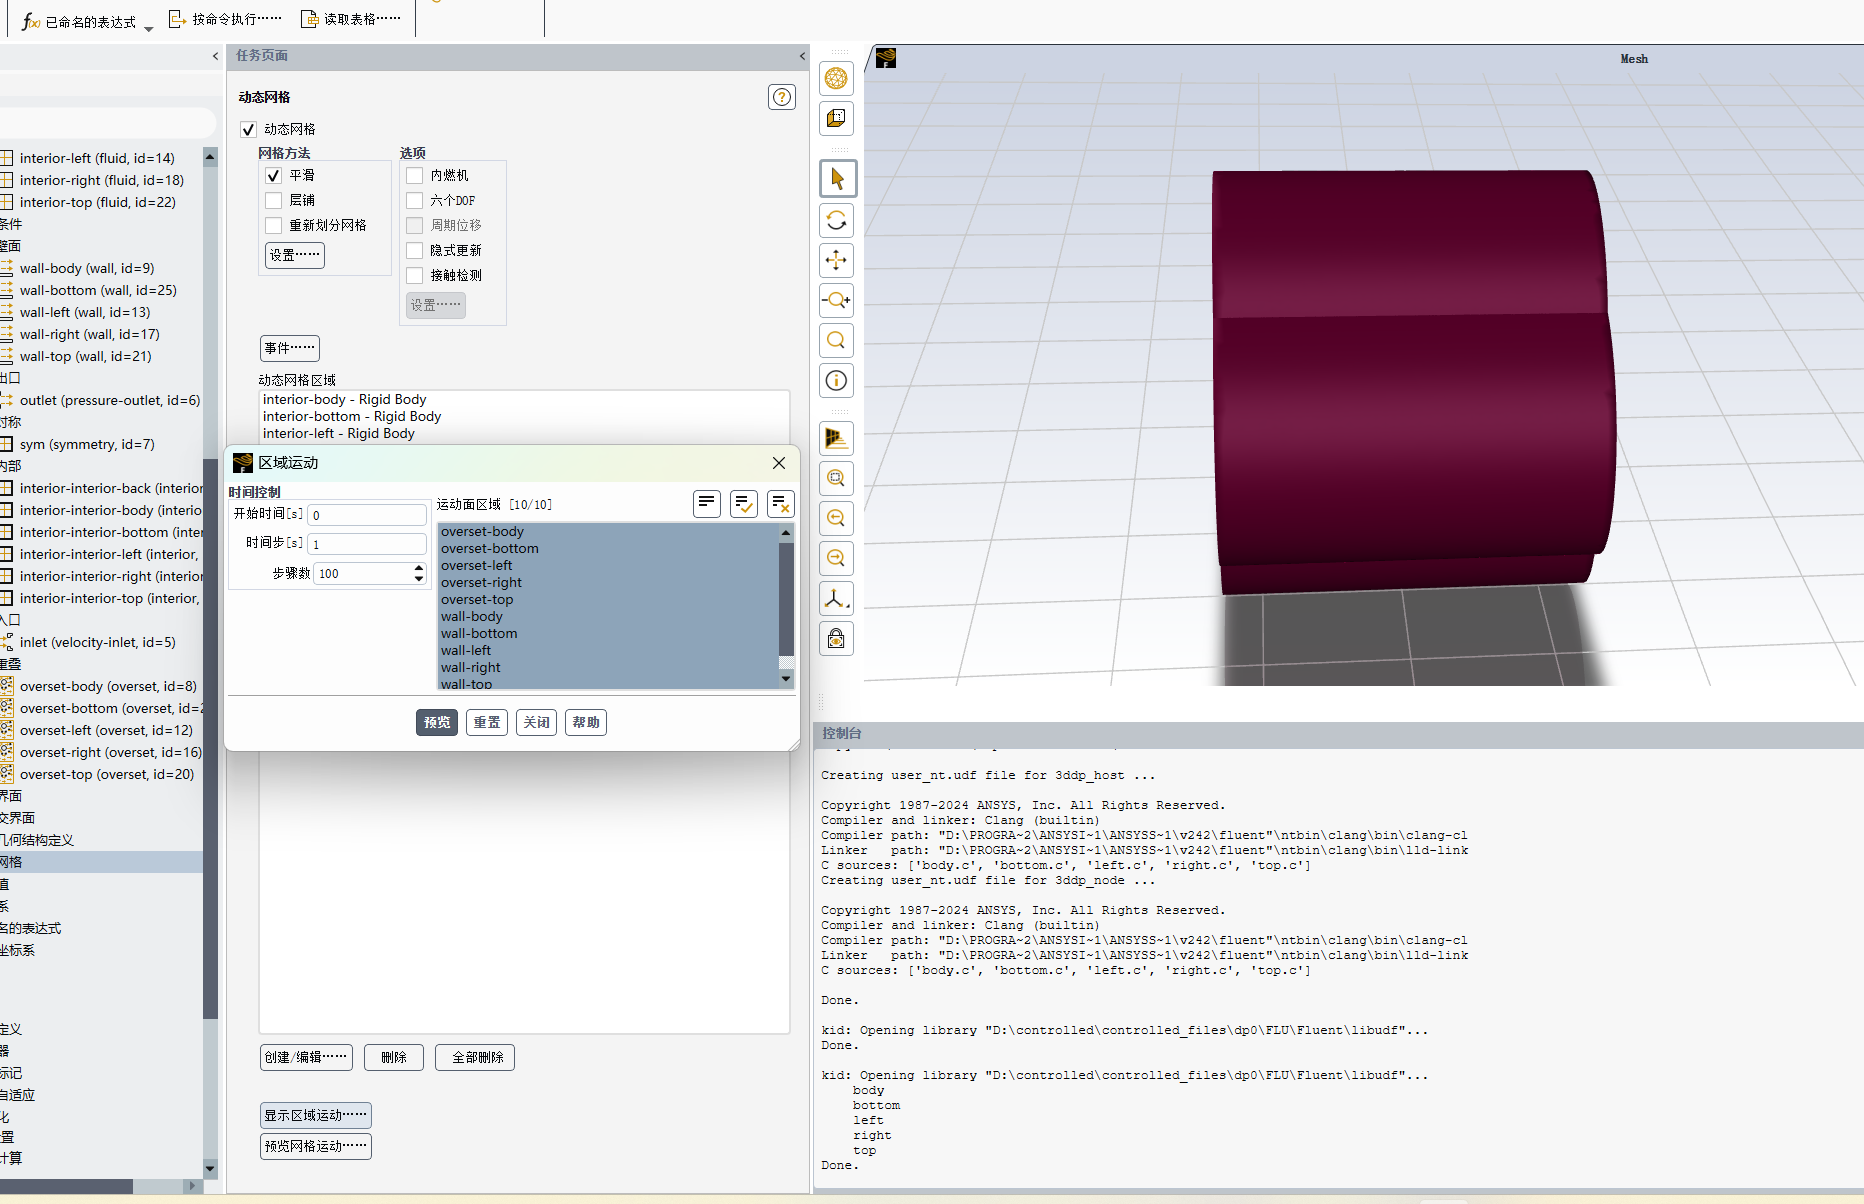 f(x) 已命名的表达式
按命令执行……
读取表格……
任务页面
Mesh
动态网格
动态网格
网格方法
选项
平滑
内燃机
层铺
六个DOF
重新划分网格
周期位移
设置……
隐式更新
接触检测
设置……
事件……
动态网格区域
interior-body - Rigid Body
interior-bottom - Rigid Body
interior-left - Rigid Body
interior-left (fluid, id=14)
interior-right (fluid, id=18)
interior-top (fluid, id=22)
条件
壁面
wall-body (wall, id=9)
wall-bottom (wall, id=25)
wall-left (wall, id=13)
wall-right (wall, id=17)
wall-top (wall, id=21)
出口
outlet (pressure-outlet, id=6)
对称
sym (symmetry, id=7)
内部
interior-interior-back (interior
interior-interior-body (interio
interior-interior-bottom (inter
interior-interior-left (interior,
interior-interior-right (interior
interior-interior-top (interior,
入口
inlet (velocity-inlet, id=5)
重叠
overset-body (overset, id=8)
overset-bottom (overset, id=2
overset-left (overset, id=12)
overset-right (overset, id=16)
overset-top (overset, id=20)
界面
交界面
几何结构定义
网格
值
系
名的表达式
坐标系
定义
器
标记
自适应
化
置
计算
区域运动
时间控制
开始时间[s] 0
时间步[s] 1
步骤数 100
运动面区域 [10/10]
overset-body
overset-bottom
overset-left
overset-right
overset-top
wall-body
wall-bottom
wall-left
wall-right
wall-top
预览
重置
关闭
帮助
创建/编辑……
删除
全部删除
显示区域运动……
预览网格运动……
控制台
Creating user_nt.udf file for 3ddp_host ...
Copyright 1987-2024 ANSYS, Inc. All Rights Reserved.
Compiler and linker: Clang (builtin)
Compiler path: "D:\PROGRA~2\ANSYSI~1\ANSYSS~1\v242\fluent"\ntbin\clang\bin\clang-cl
Linker   path: "D:\PROGRA~2\ANSYSI~1\ANSYSS~1\v242\fluent"\ntbin\clang\bin\lld-link
C sources: ['body.c', 'bottom.c', 'left.c', 'right.c', 'top.c']
Creating user_nt.udf file for 3ddp_node ...
Copyright 1987-2024 ANSYS, Inc. All Rights Reserved.
Compiler and linker: Clang (builtin)
Compiler path: "D:\PROGRA~2\ANSYSI~1\ANSYSS~1\v242\fluent"\ntbin\clang\bin\clang-cl
Linker   path: "D:\PROGRA~2\ANSYSI~1\ANSYSS~1\v242\fluent"\ntbin\clang\bin\lld-link
C sources: ['body.c', 'bottom.c', 'left.c', 'right.c', 'top.c']
Done.
kid: Opening library "D:\controlled\controlled_files\dp0\FLU\Fluent\libudf"...
Done.
kid: Opening library "D:\controlled\controlled_files\dp0\FLU\Fluent\libudf"...
body
bottom
left
right
top
Done.